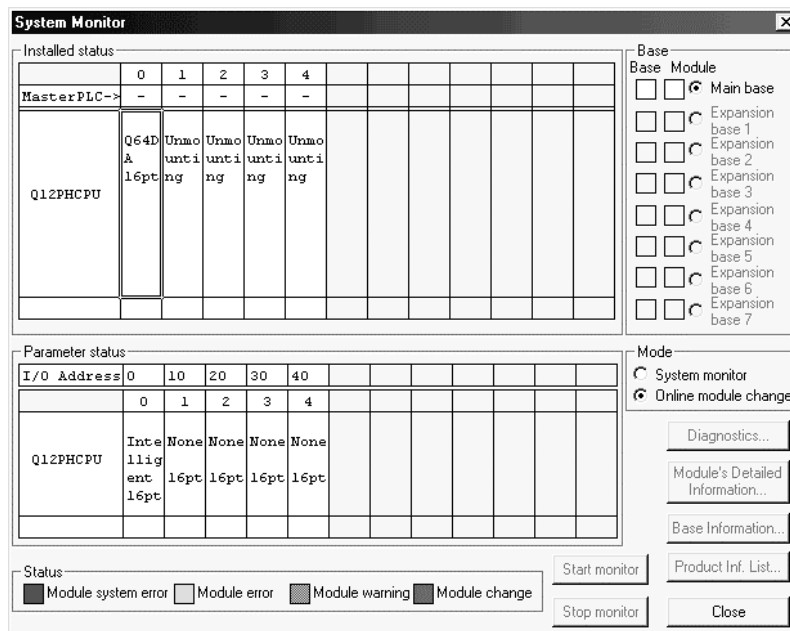 System Monitor
Installed status
0 1 2 3 4
MasterPLC-> - - - - -
Q12PHCPU
Q64D Unmo Unmo Unmo Unmo
A unti unti unti unti
16pt ng ng ng ng
Base
Base Module
Main base
Expansion
base 1
Expansion
base 2
Expansion
base 3
Expansion
base 4
Expansion
base 5
Expansion
base 6
Expansion
base 7
Parameter status
I/O Address 0 10 20 30 40
0 1 2 3 4
Q12PHCPU
Inte None None None None
llig
ent 16pt 16pt 16pt 16pt
16pt
Mode
System monitor
Online module change
Diagnostics...
Module's Detailed
Information...
Base Information...
Product Inf. List...
Status
Module system error Module error Module warning Module change
Start monitor
Stop monitor
Close